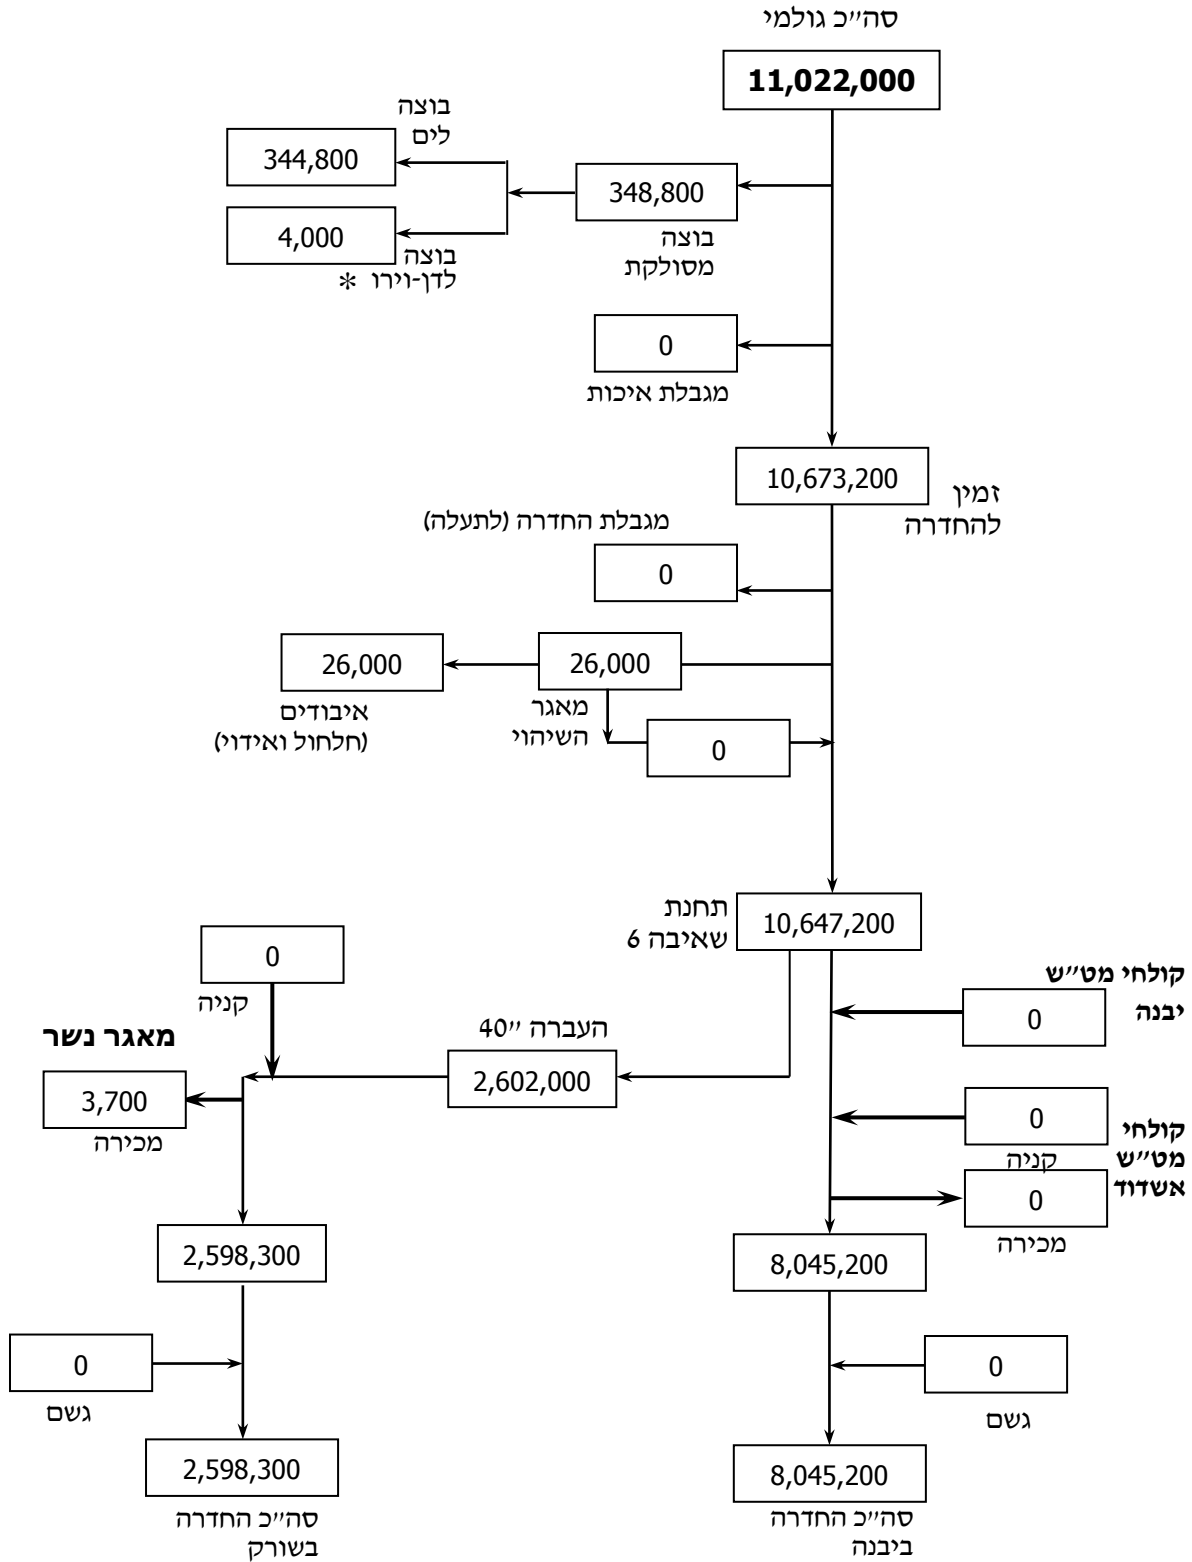 סה״כ גולמי
11,022,000
בוצה
לים
344,800
348,800
4,000
בוצה
לדן-וירו *
בוצה
מסולקת
0
מגבלת איכות
10,673,200
זמין
להחדרה
מגבלת החדרה (לתעלה)
0
26,000
26,000
איבודים
(חלחול ואידוי)
מאגר
השיהוי
0
תחנת
שאיבה 6
10,647,200
0
קניה
קולחי מט״ש
יבנה
0
העברה 40״
2,602,000
מאגר נשר
3,700
מכירה
0
קניה
קולחי
מט״ש
אשדוד
0
מכירה
2,598,300
8,045,200
0
גשם
0
גשם
2,598,300
8,045,200
סה״כ החדרה
בשורק
סה״כ החדרה
ביבנה